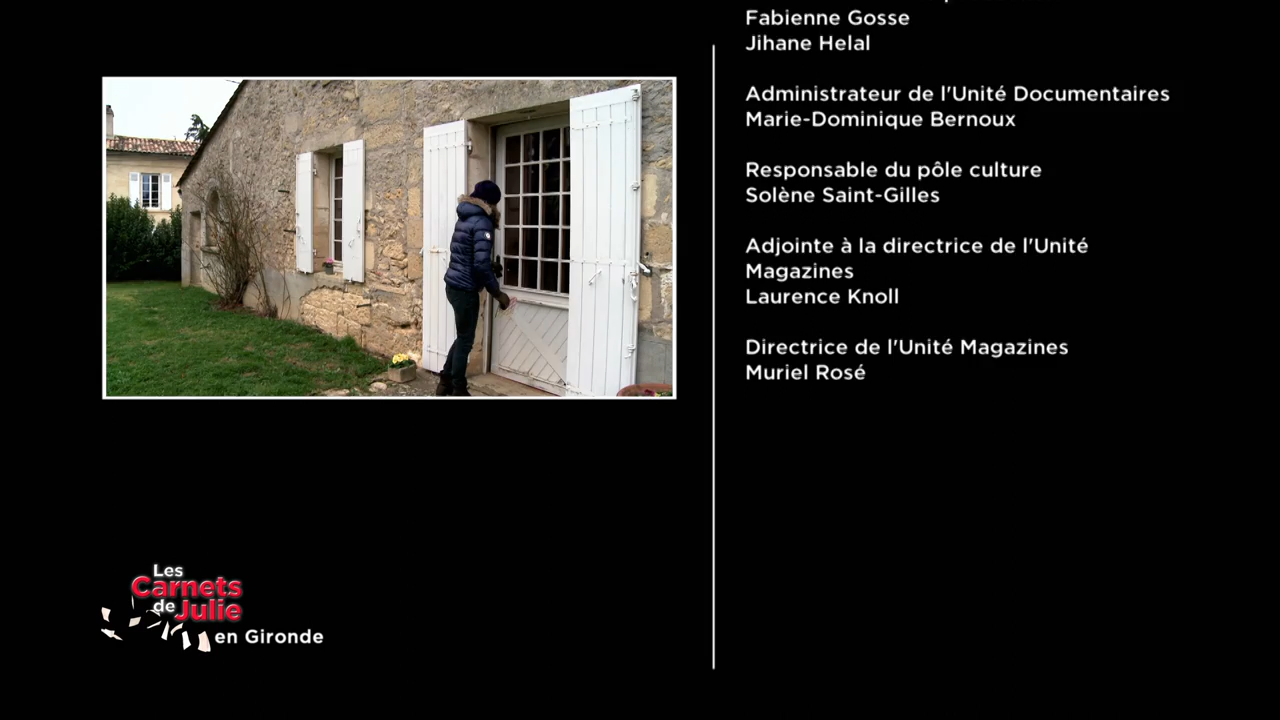 Fabienne Gosse
Jihane Helal
Administrateur de l'Unité Documentaires
Marie-Dominique Bernoux
Responsable du pôle culture
Solène Saint-Gilles
Adjointe à la directrice de l'Unité
Magazines
Laurence Knoll
Directrice de l'Unité Magazines
Muriel Rosé
Les
Carnets
de Julie
en Gironde